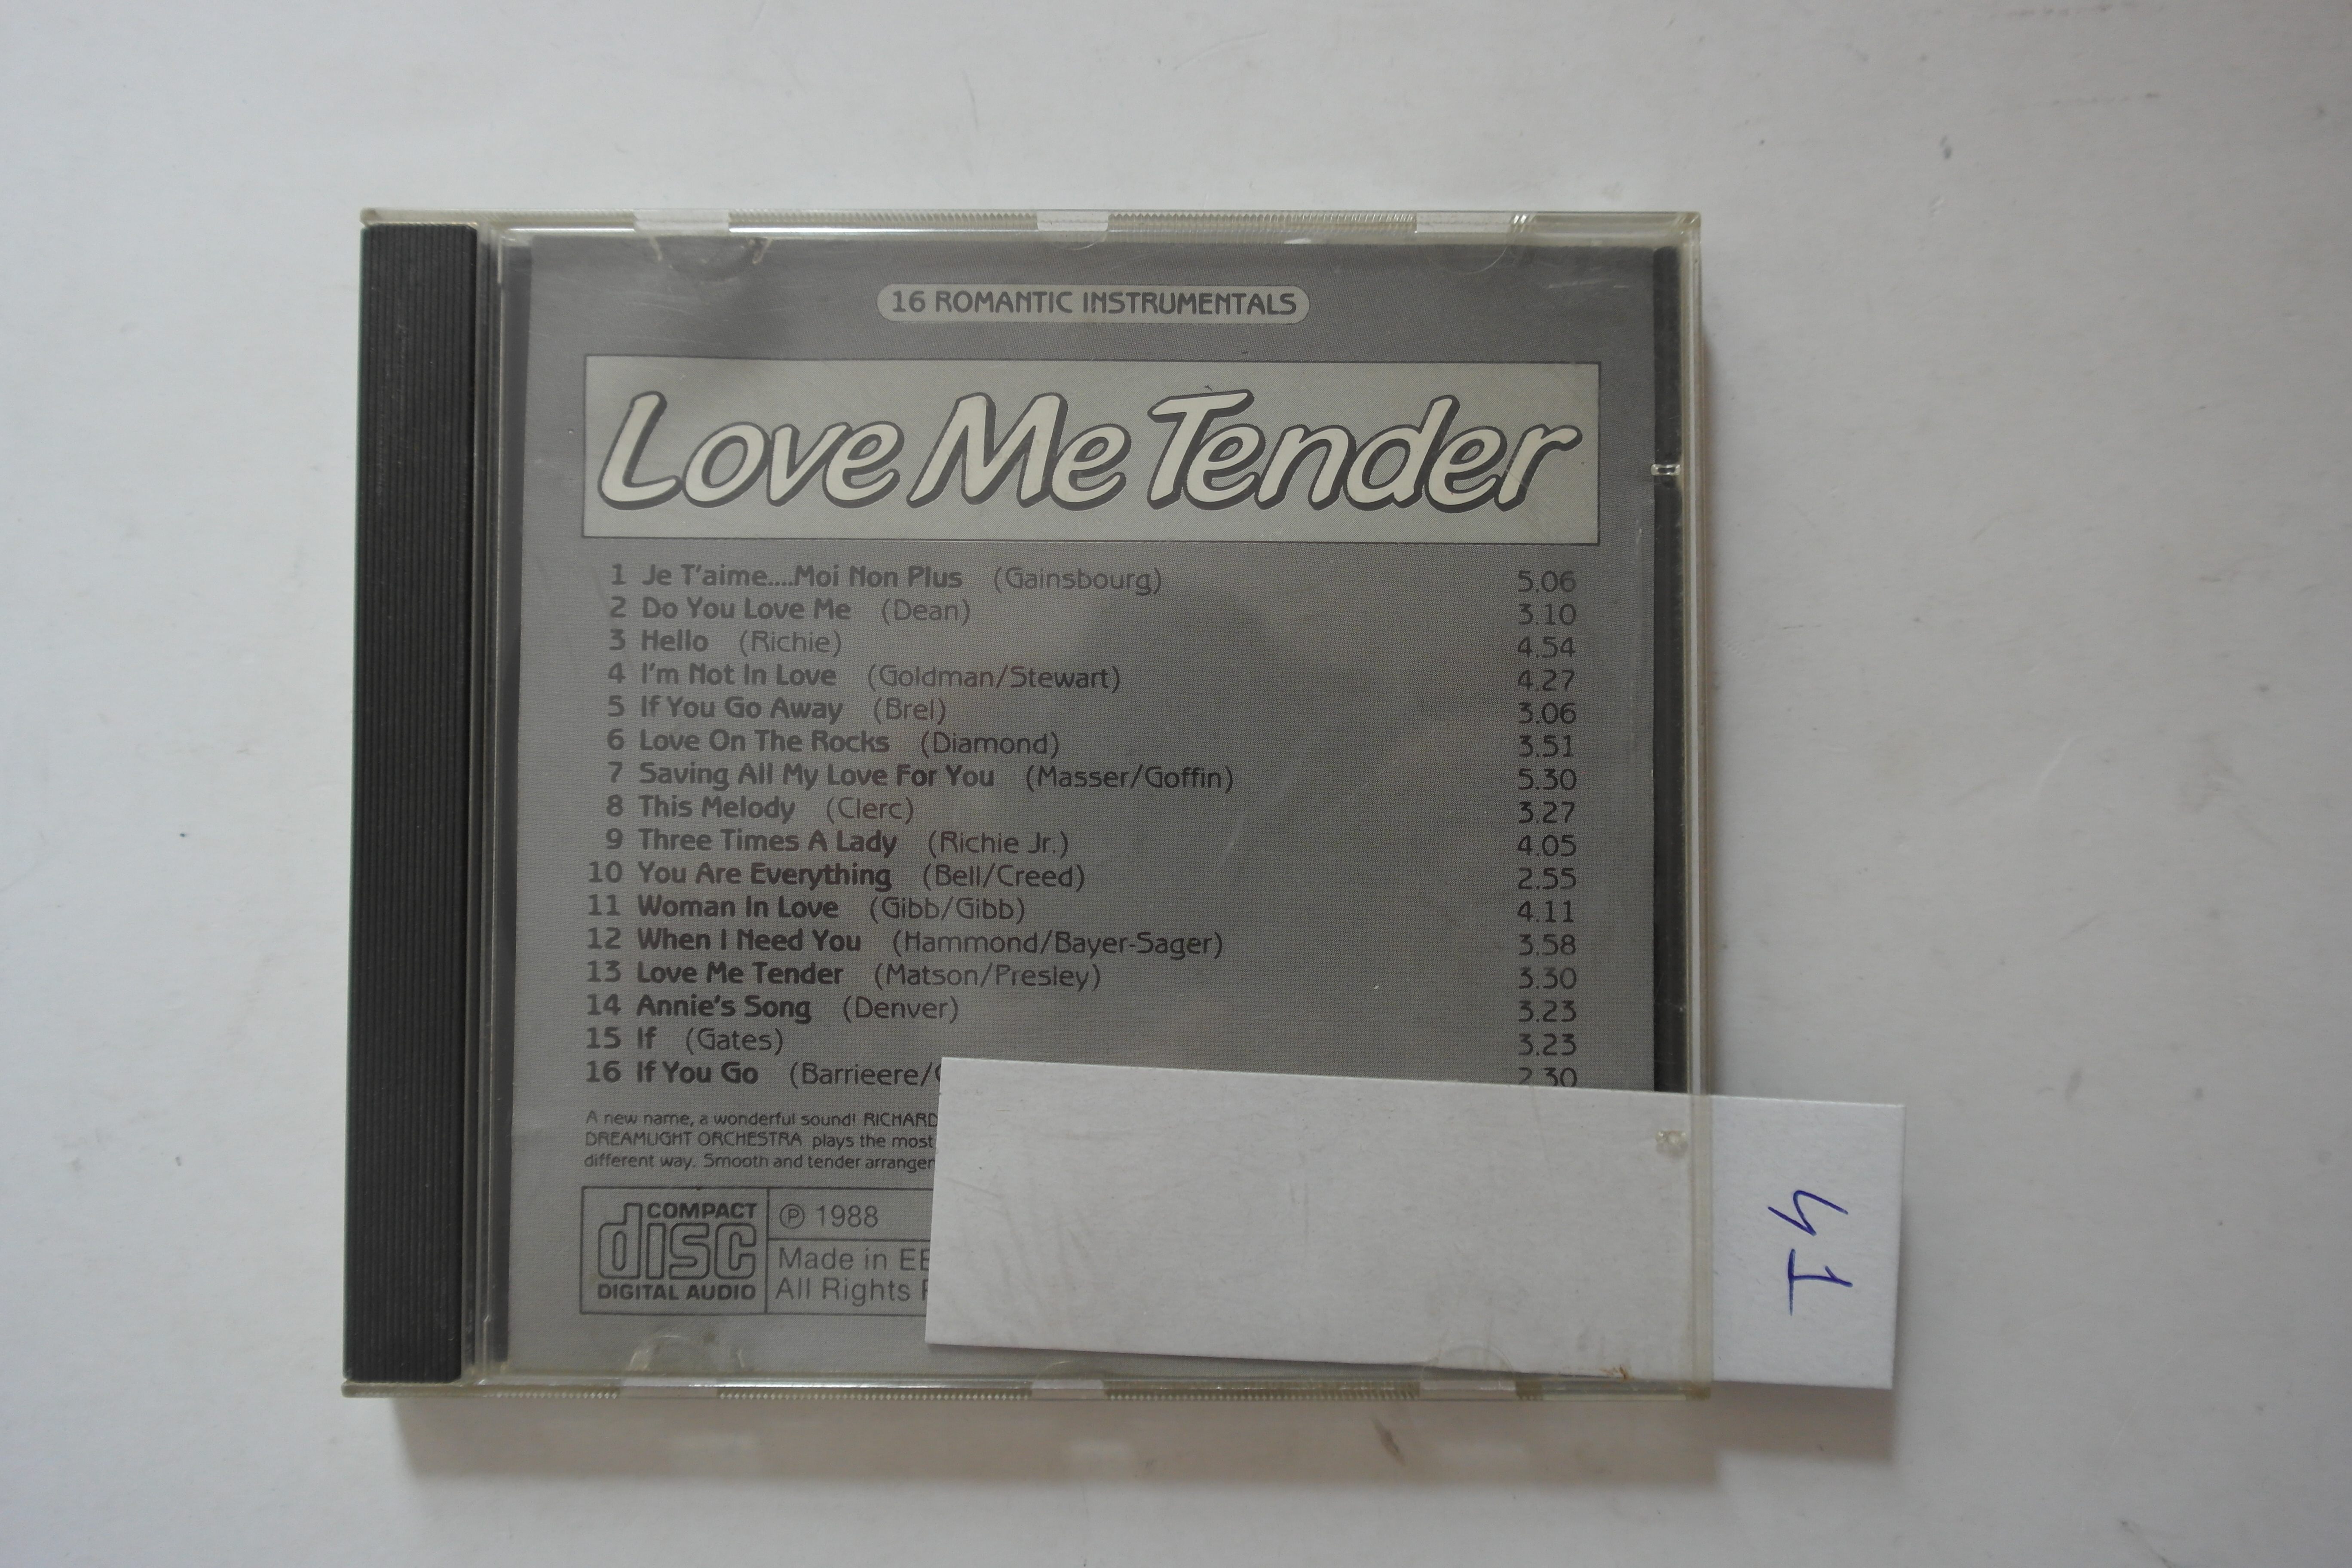 16 ROMANTIC INSTRUMENTALS
Love Me Tender
1 Je T'aime....Moi Non Plus (Gainsbourg) 5.06
2 Do You Love Me (Dean) 3.10
3 Hello (Richie) 4.54
4 I'm Not In Love (Goldman/Stewart) 4.27
5 If You Go Away (Brel) 3.06
6 Love On The Rocks (Diamond) 3.51
7 Saving All My Love For You (Masser/Goffin) 5.30
8 This Melody (Clerc) 3.27
9 Three Times A Lady (Richie Jr.) 4.05
10 You Are Everything (Bell/Creed) 2.55
11 Woman In Love (Gibb/Gibb) 4.11
12 When I Need You (Hammond/Bayer-Sager) 3.58
13 Love Me Tender (Matson/Presley) 3.30
14 Annie's Song (Denver) 3.23
15 If (Gates) 3.23
16 If You Go (Barrieere/ 2.30
A new name, a wonderful sound! RICHARD
DREAMLIGHT ORCHESTRA plays the most
different way. Smooth and tender
COMPACT
disc
DIGITAL AUDIO
℗ 1988
Made in
All Rights
41